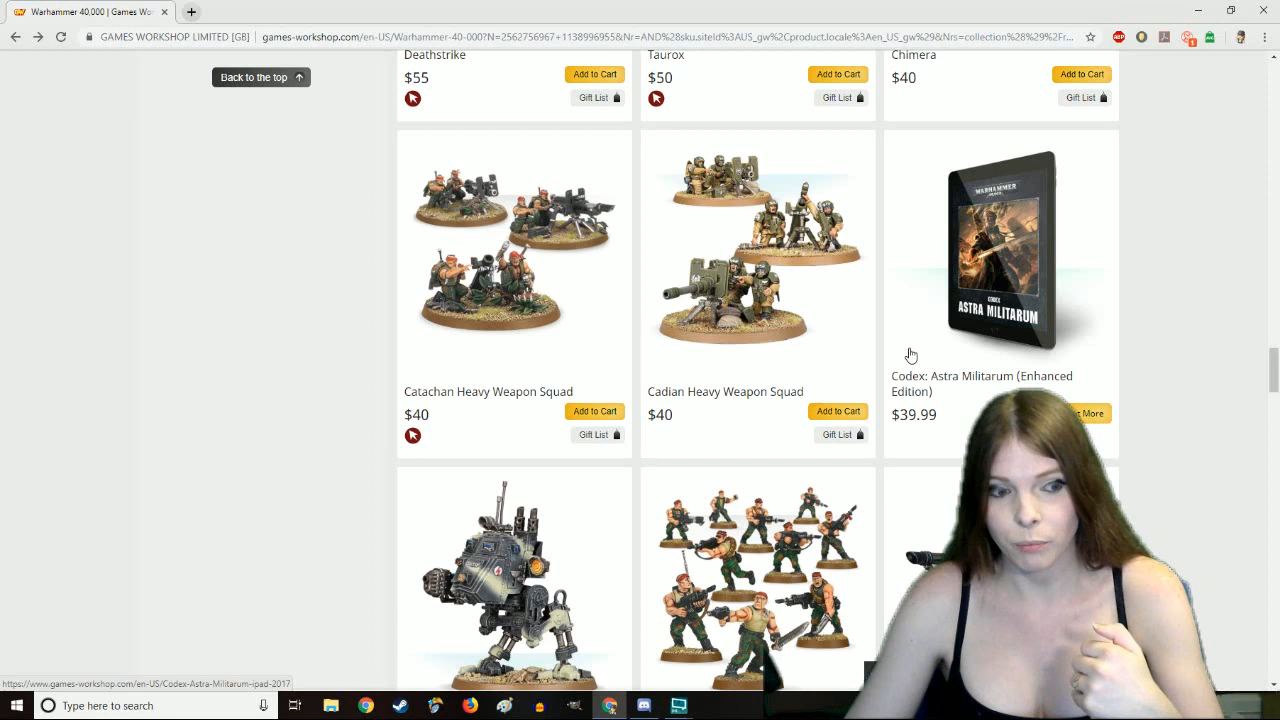 Warhammer 40,000 | Games Wo
GAMES WORKSHOP LIMITED [GB]
games-workshop.com/en-US/Warhammer-40-000?N=2562756967+1138996955&Nr=AND%28sku.siteId%3AUS_gw%2Cproduct.locale%3Aen_US_gw%29&Nrs=collection%28%29%2Fr...
Back to the top
Deathstrike
$55
Add to Cart
Gift List
Taurox
$50
Add to Cart
Gift List
Chimera
$40
Add to Cart
Gift List
Catachan Heavy Weapon Squad
$40
Add to Cart
Gift List
Cadian Heavy Weapon Squad
$40
Add to Cart
Gift List
WARHAMMER
CODEX
ASTRA MILITARUM
Codex: Astra Militarum (Enhanced
Edition)
$39.99
More
https://www.games-workshop.com/en-US/Codex-Astra-Militarum-ipad-2017
Type here to search